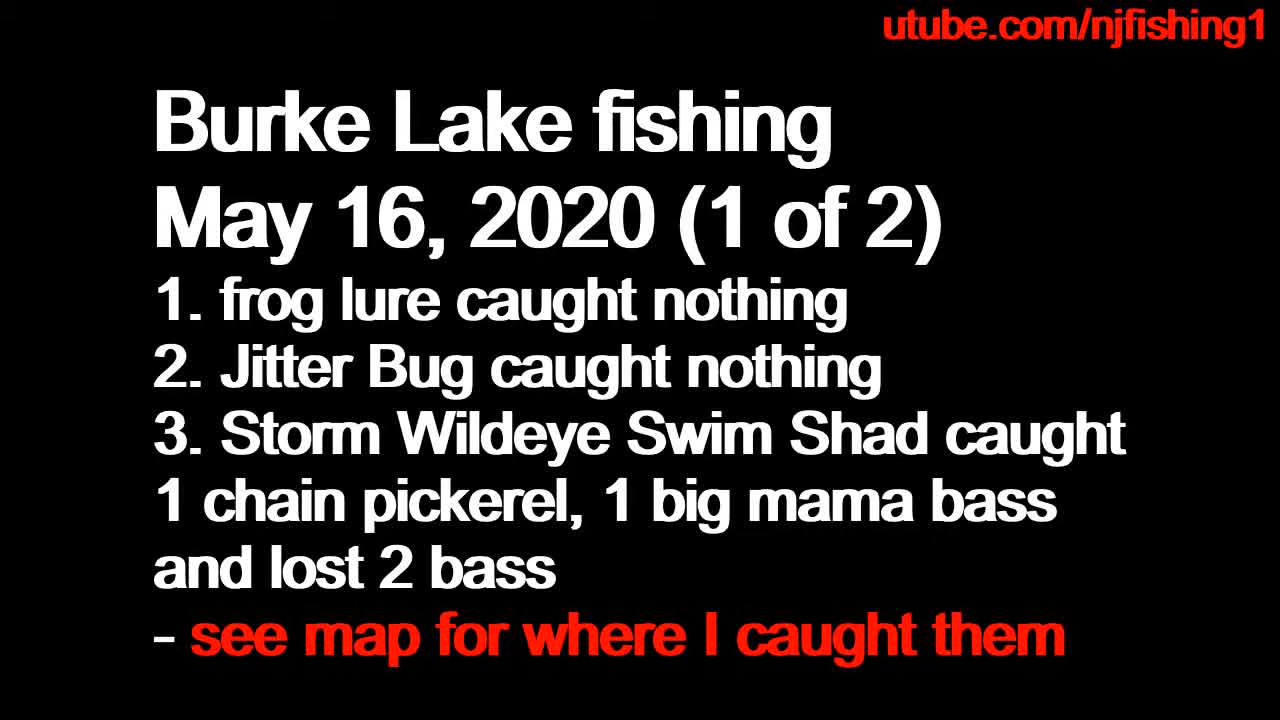 utube.com/njfishing1
Burke Lake fishing
May 16, 2020 (1 of 2)
1. frog lure caught nothing
2. Jitter Bug caught nothing
3. Storm Wildeye Swim Shad caught
1 chain pickerel, 1 big mama bass
and lost 2 bass
- see map for where I caught them